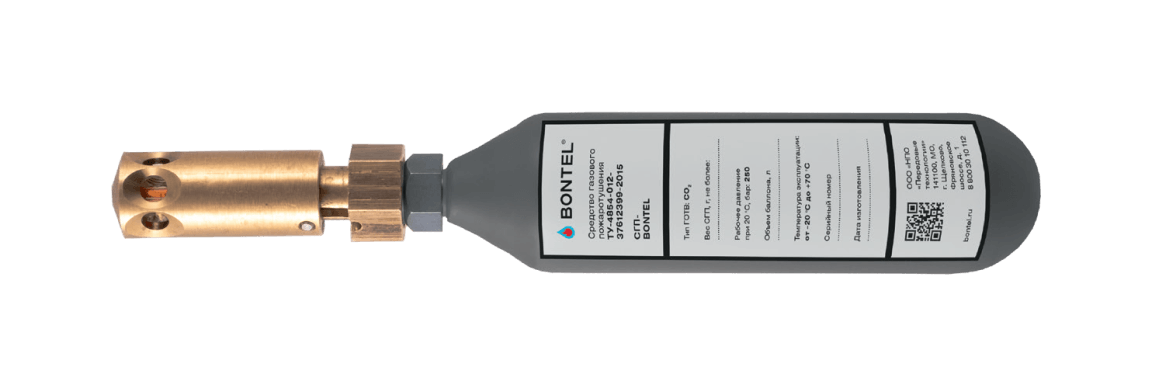 BONTEL®
Средство газового
пожаротушения
ТУ-4854-012-
37612399-2015
СГП-
BONTEL
Тип ГОТВ: CO₂
Вес СГП, г, не более:
Рабочее давление
при 20 °C, бар: 250
Объем баллона, л
Температура эксплуатации:
от -20 °C до +70 °C
Серийный номер
Дата изготовления
ООО «НПО
«Передовые
технологии»
141100, МО,
г. Щелково,
Фряновское
шоссе, д. 1
8 800 30 10 112
bontel.ru